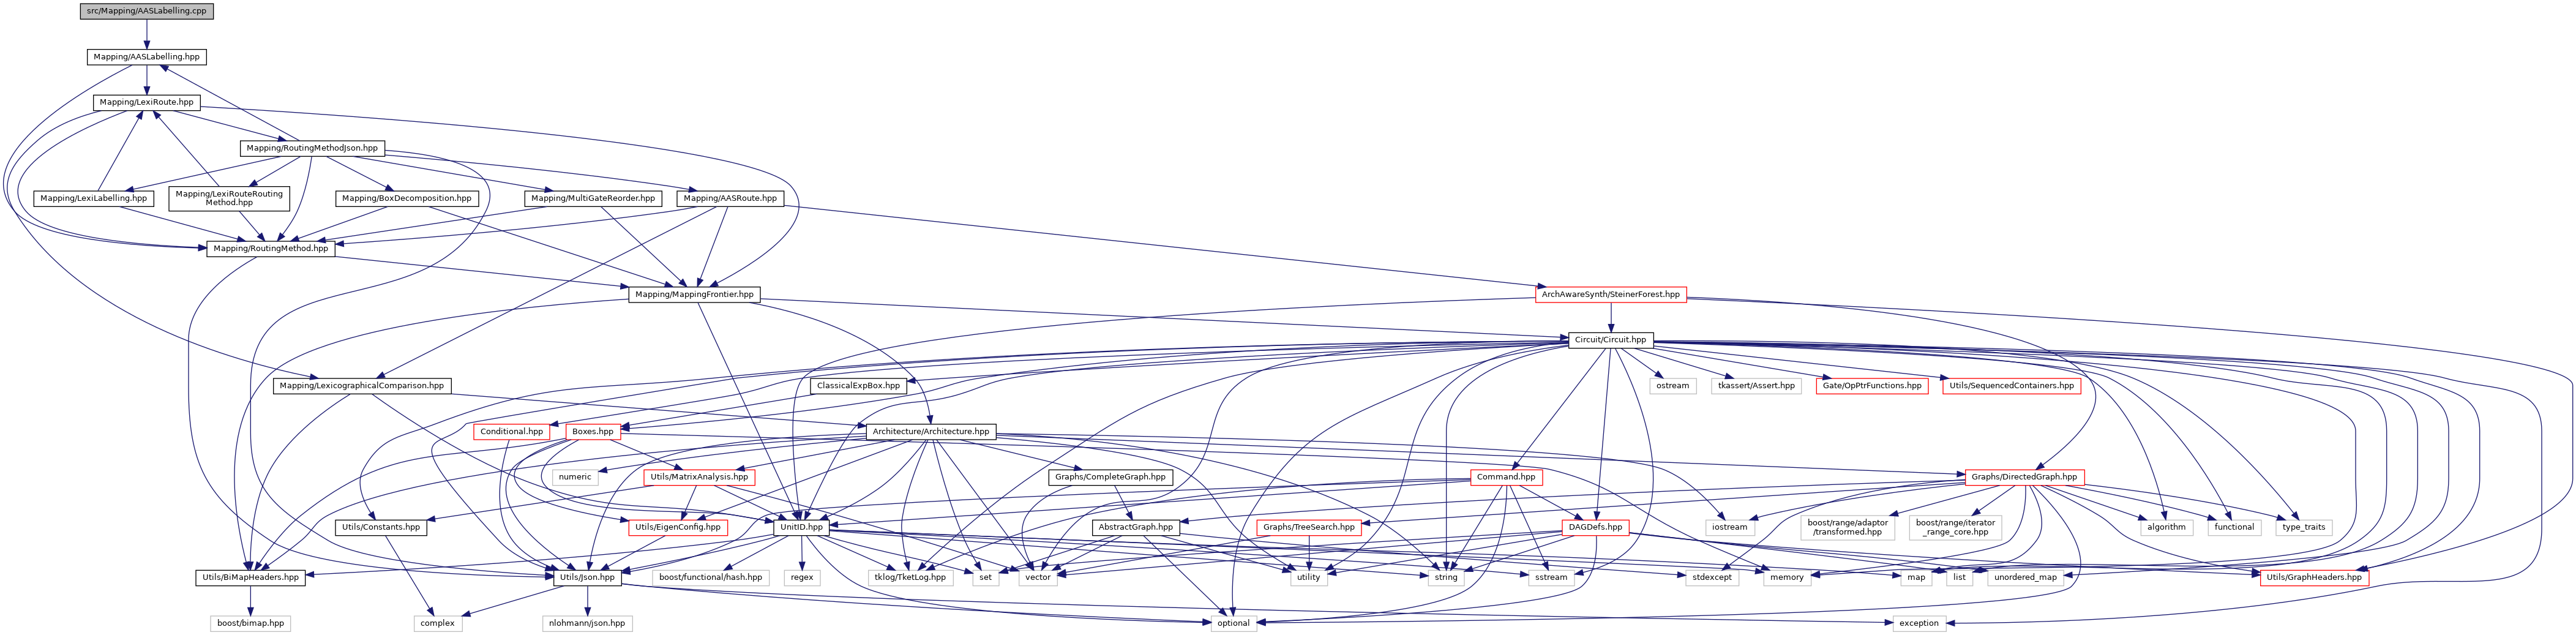 src/Mapping/AASLabelling.cpp
Mapping/AASLabelling.hpp
Mapping/LexiRoute.hpp
Mapping/RoutingMethodJson.hpp
Mapping/LexiLabelling.hpp
Mapping/LexiRouteRouting
Method.hpp
Mapping/BoxDecomposition.hpp
Mapping/MultiGateReorder.hpp
Mapping/AASRoute.hpp
Mapping/RoutingMethod.hpp
Mapping/MappingFrontier.hpp
ArchAwareSynth/SteinerForest.hpp
Circuit/Circuit.hpp
Mapping/LexicographicalComparison.hpp
ClassicalExpBox.hpp
ostream
tkassert/Assert.hpp
Gate/OpPtrFunctions.hpp
Utils/SequencedContainers.hpp
Conditional.hpp
Boxes.hpp
Architecture/Architecture.hpp
numeric
Utils/MatrixAnalysis.hpp
Graphs/CompleteGraph.hpp
Command.hpp
Graphs/DirectedGraph.hpp
Utils/Constants.hpp
Utils/EigenConfig.hpp
UnitID.hpp
AbstractGraph.hpp
Graphs/TreeSearch.hpp
DAGDefs.hpp
iostream
boost/range/adaptor
/transformed.hpp
boost/range/iterator
_range_core.hpp
algorithm
functional
type_traits
Utils/BiMapHeaders.hpp
Utils/Json.hpp
boost/functional/hash.hpp
regex
tklog/TketLog.hpp
set
vector
utility
string
sstream
stdexcept
memory
map
list
unordered_map
Utils/GraphHeaders.hpp
boost/bimap.hpp
complex
nlohmann/json.hpp
optional
exception